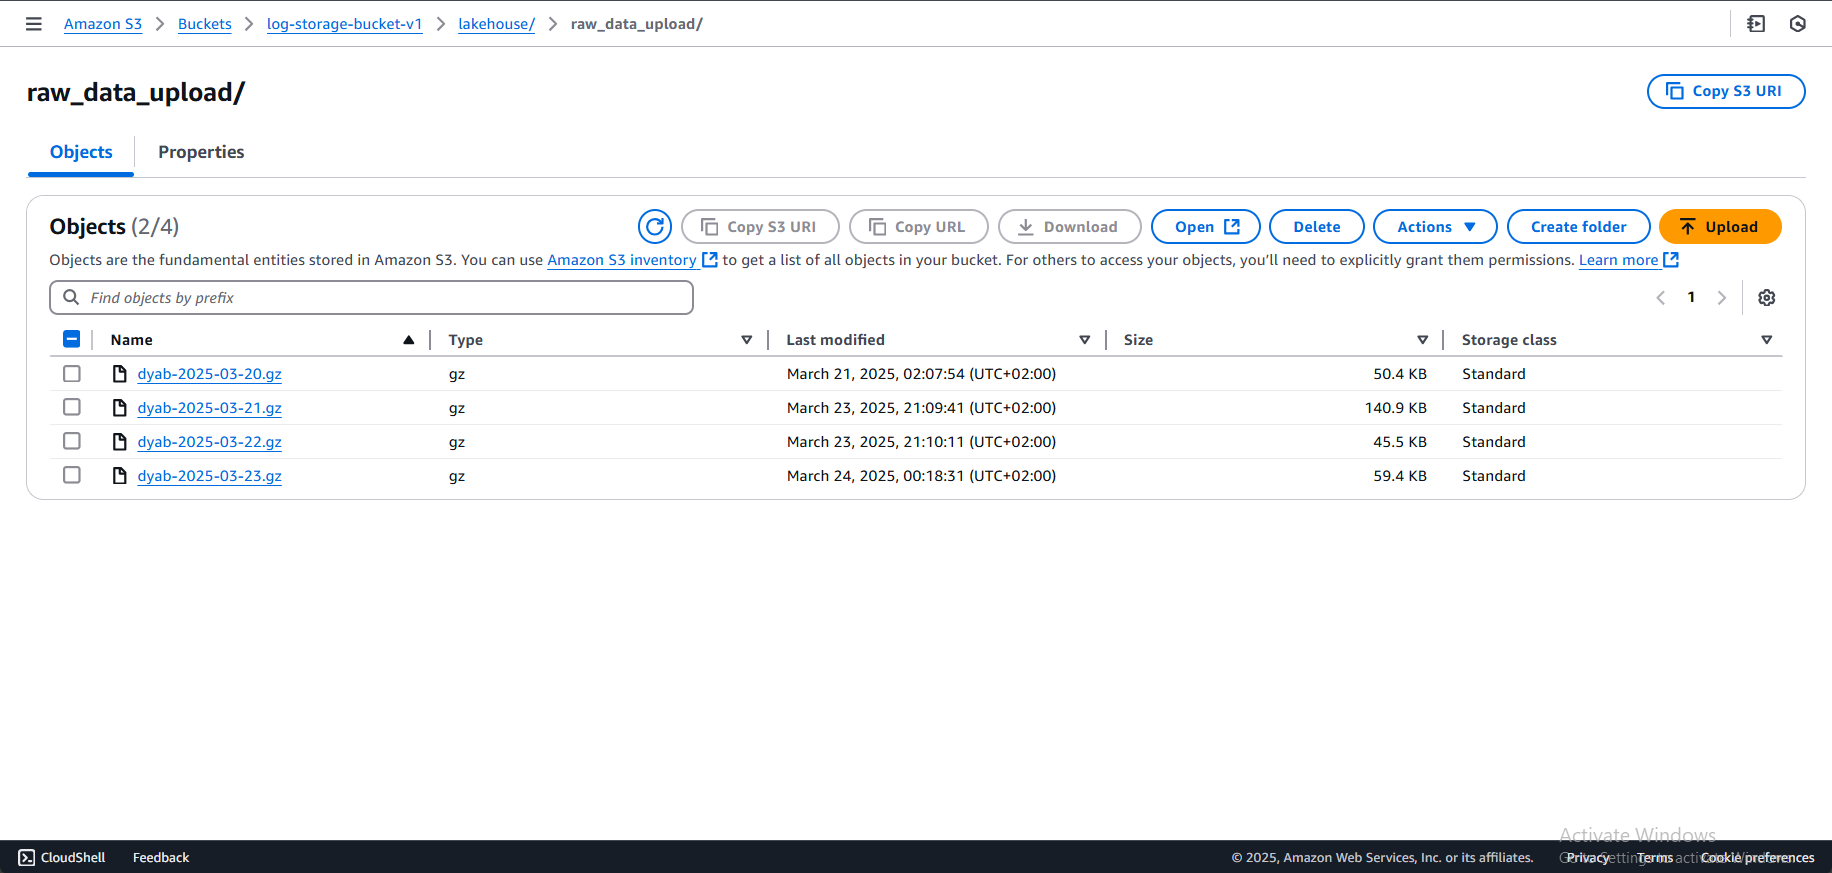 Amazon S3 > Buckets > log-storage-bucket-v1 > lakehouse/ > raw_data_upload/
raw_data_upload/
Copy S3 URI
Objects Properties
Objects (2/4) Copy S3 URI Copy URL Download Open Delete Actions Create folder Upload
Objects are the fundamental entities stored in Amazon S3. You can use Amazon S3 inventory to get a list of all objects in your bucket. For others to access your objects, you’ll need to explicitly grant them permissions. Learn more
Find objects by prefix
1
Name Type Last modified Size Storage class
dyab-2025-03-20.gz gz March 21, 2025, 02:07:54 (UTC+02:00) 50.4 KB Standard
dyab-2025-03-21.gz gz March 23, 2025, 21:09:41 (UTC+02:00) 140.9 KB Standard
dyab-2025-03-22.gz gz March 23, 2025, 21:10:11 (UTC+02:00) 45.5 KB Standard
dyab-2025-03-23.gz gz March 24, 2025, 00:18:31 (UTC+02:00) 59.4 KB Standard
Activate Windows
Go to Settings to activate Windows.
CloudShell Feedback © 2025, Amazon Web Services, Inc. or its affiliates. Privacy Terms Cookie preferences